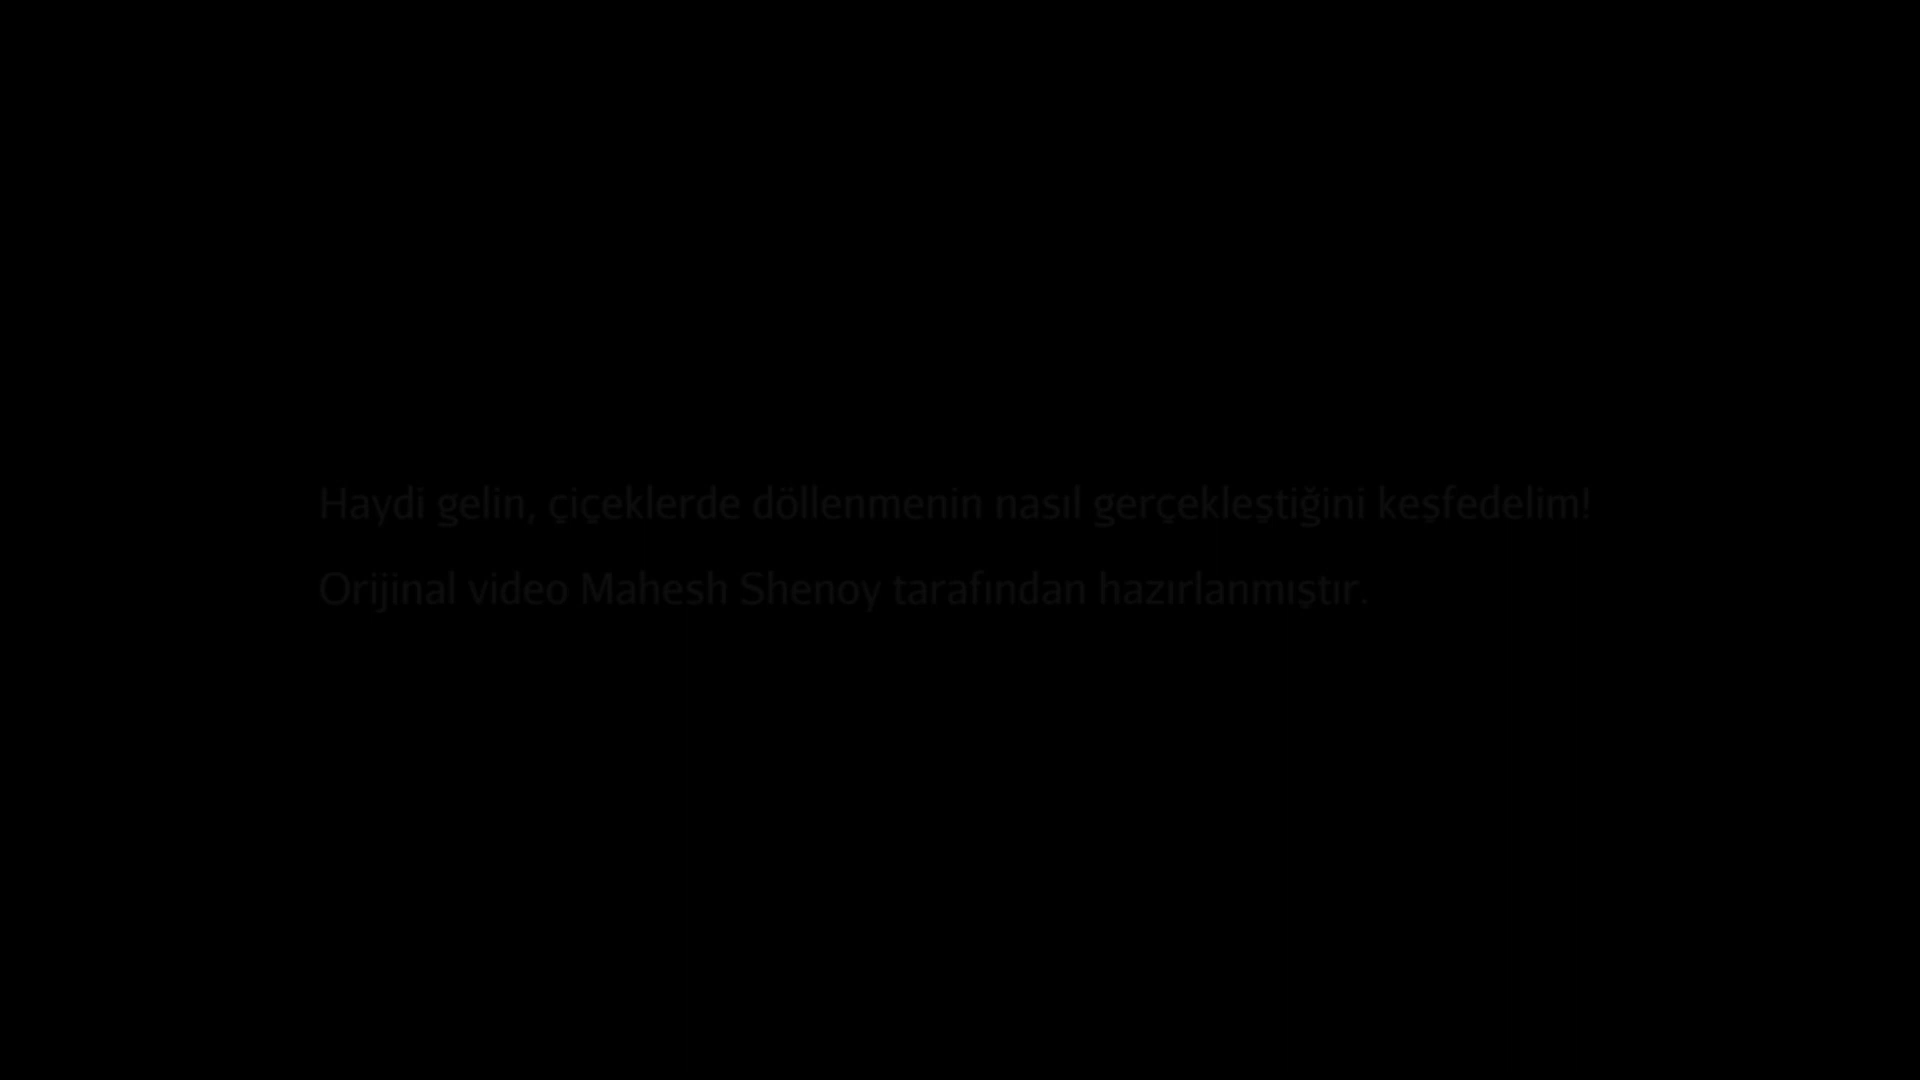 Haydi gelin, çiçeklerde döllenmenin nasıl gerçekleştiğini keşfedelim!
Orijinal video Mahesh Shenoy tarafından hazırlanmıştır.